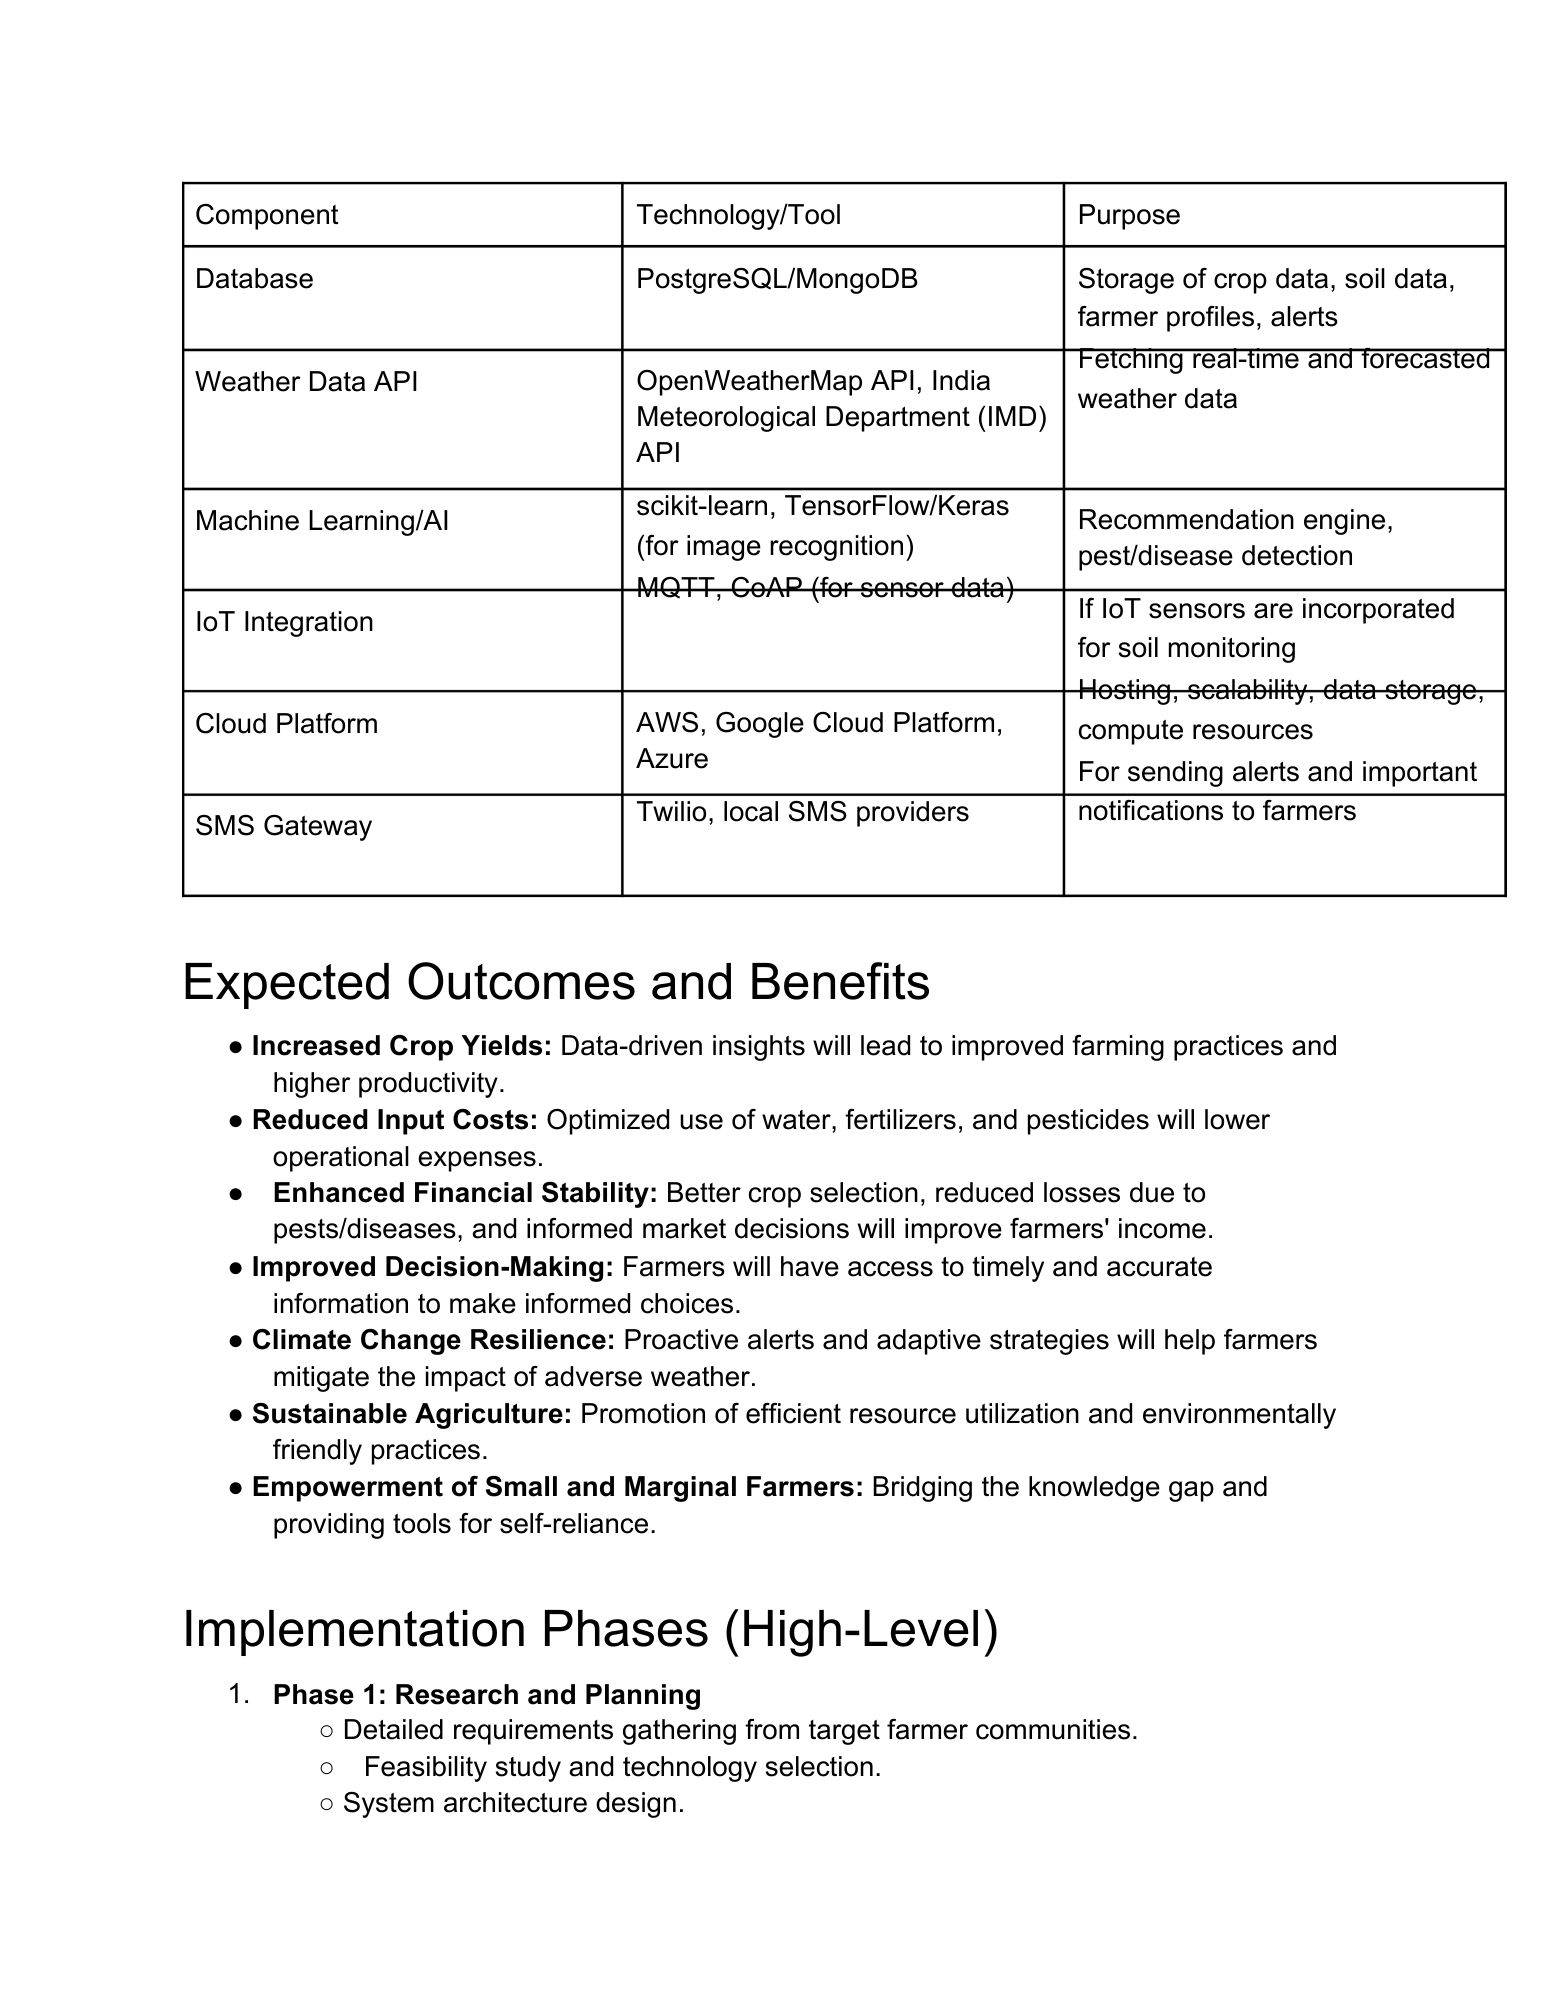 Component Technology/Tool Purpose
Database PostgreSQL/MongoDB Storage of crop data, soil data,
farmer profiles, alerts
Weather Data API OpenWeatherMap API, India Fetching real-time and forecasted
Meteorological Department (IMD) weather data
API
Machine Learning/AI scikit-learn, TensorFlow/Keras Recommendation engine,
(for image recognition) pest/disease detection
IoT Integration MQTT, CoAP (for sensor data) If IoT sensors are incorporated
for soil monitoring
Cloud Platform AWS, Google Cloud Platform, Hosting, scalability, data storage,
Azure compute resources
SMS Gateway Twilio, local SMS providers For sending alerts and important
notifications to farmers
Expected Outcomes and Benefits
● Increased Crop Yields: Data-driven insights will lead to improved farming practices and
higher productivity.
● Reduced Input Costs: Optimized use of water, fertilizers, and pesticides will lower
operational expenses.
● Enhanced Financial Stability: Better crop selection, reduced losses due to
pests/diseases, and informed market decisions will improve farmers' income.
● Improved Decision-Making: Farmers will have access to timely and accurate
information to make informed choices.
● Climate Change Resilience: Proactive alerts and adaptive strategies will help farmers
mitigate the impact of adverse weather.
● Sustainable Agriculture: Promotion of efficient resource utilization and environmentally
friendly practices.
● Empowerment of Small and Marginal Farmers: Bridging the knowledge gap and
providing tools for self-reliance.
Implementation Phases (High-Level)
1. Phase 1: Research and Planning
○ Detailed requirements gathering from target farmer communities.
○ Feasibility study and technology selection.
○ System architecture design.